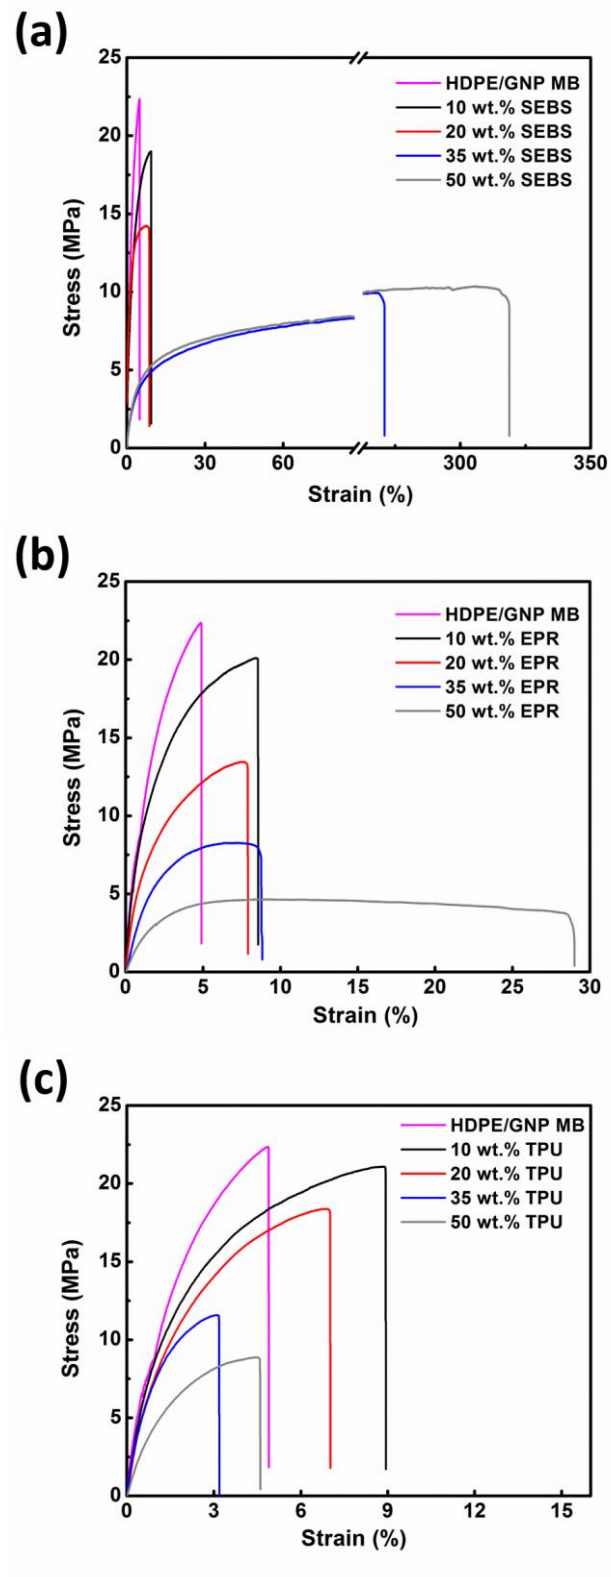 (a)
25
20
15
10
5
0
Stress (MPa)
HDPE/GNP MB
10 wt.% SEBS
20 wt.% SEBS
35 wt.% SEBS
50 wt.% SEBS
0 30 60 300 350
Strain (%)
(b)
25
20
15
10
5
0
Stress (MPa)
HDPE/GNP MB
10 wt.% EPR
20 wt.% EPR
35 wt.% EPR
50 wt.% EPR
0 5 10 15 20 25 30
Strain (%)
(c)
25
20
15
10
5
0
Stress (MPa)
HDPE/GNP MB
10 wt.% TPU
20 wt.% TPU
35 wt.% TPU
50 wt.% TPU
0 3 6 9 12 15
Strain (%)